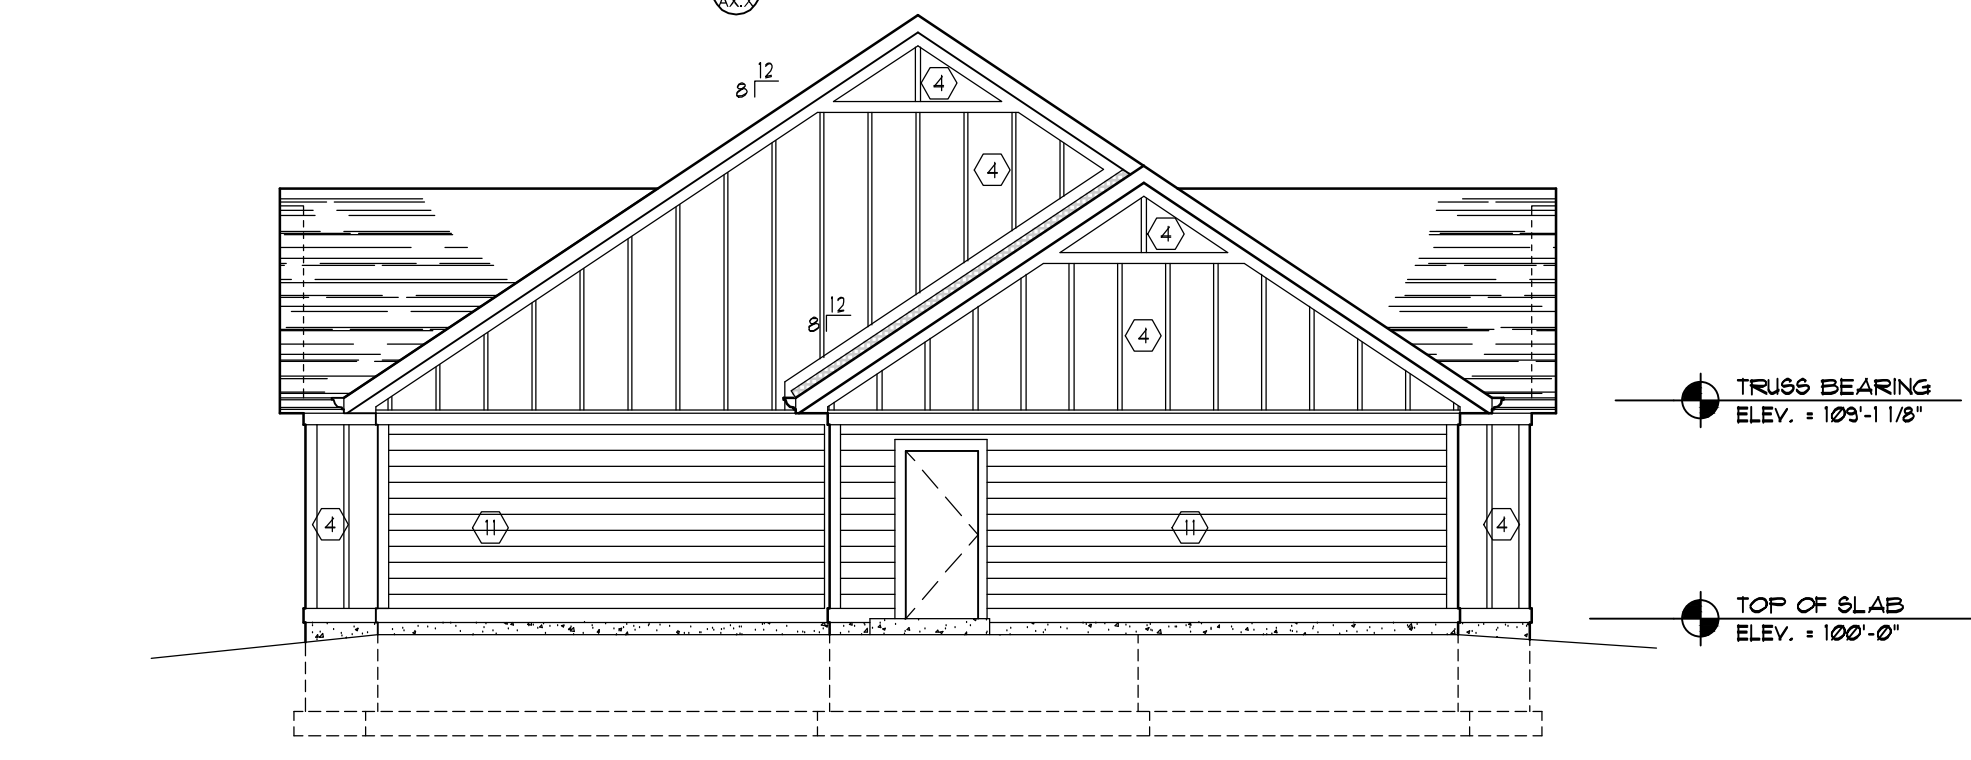 AX.X
12
8
4
4
4
12
8
4
TRUSS BEARING
ELEV. = 109'-1 1/8"
4
11
11
4
TOP OF SLAB
ELEV. = 100'-0"